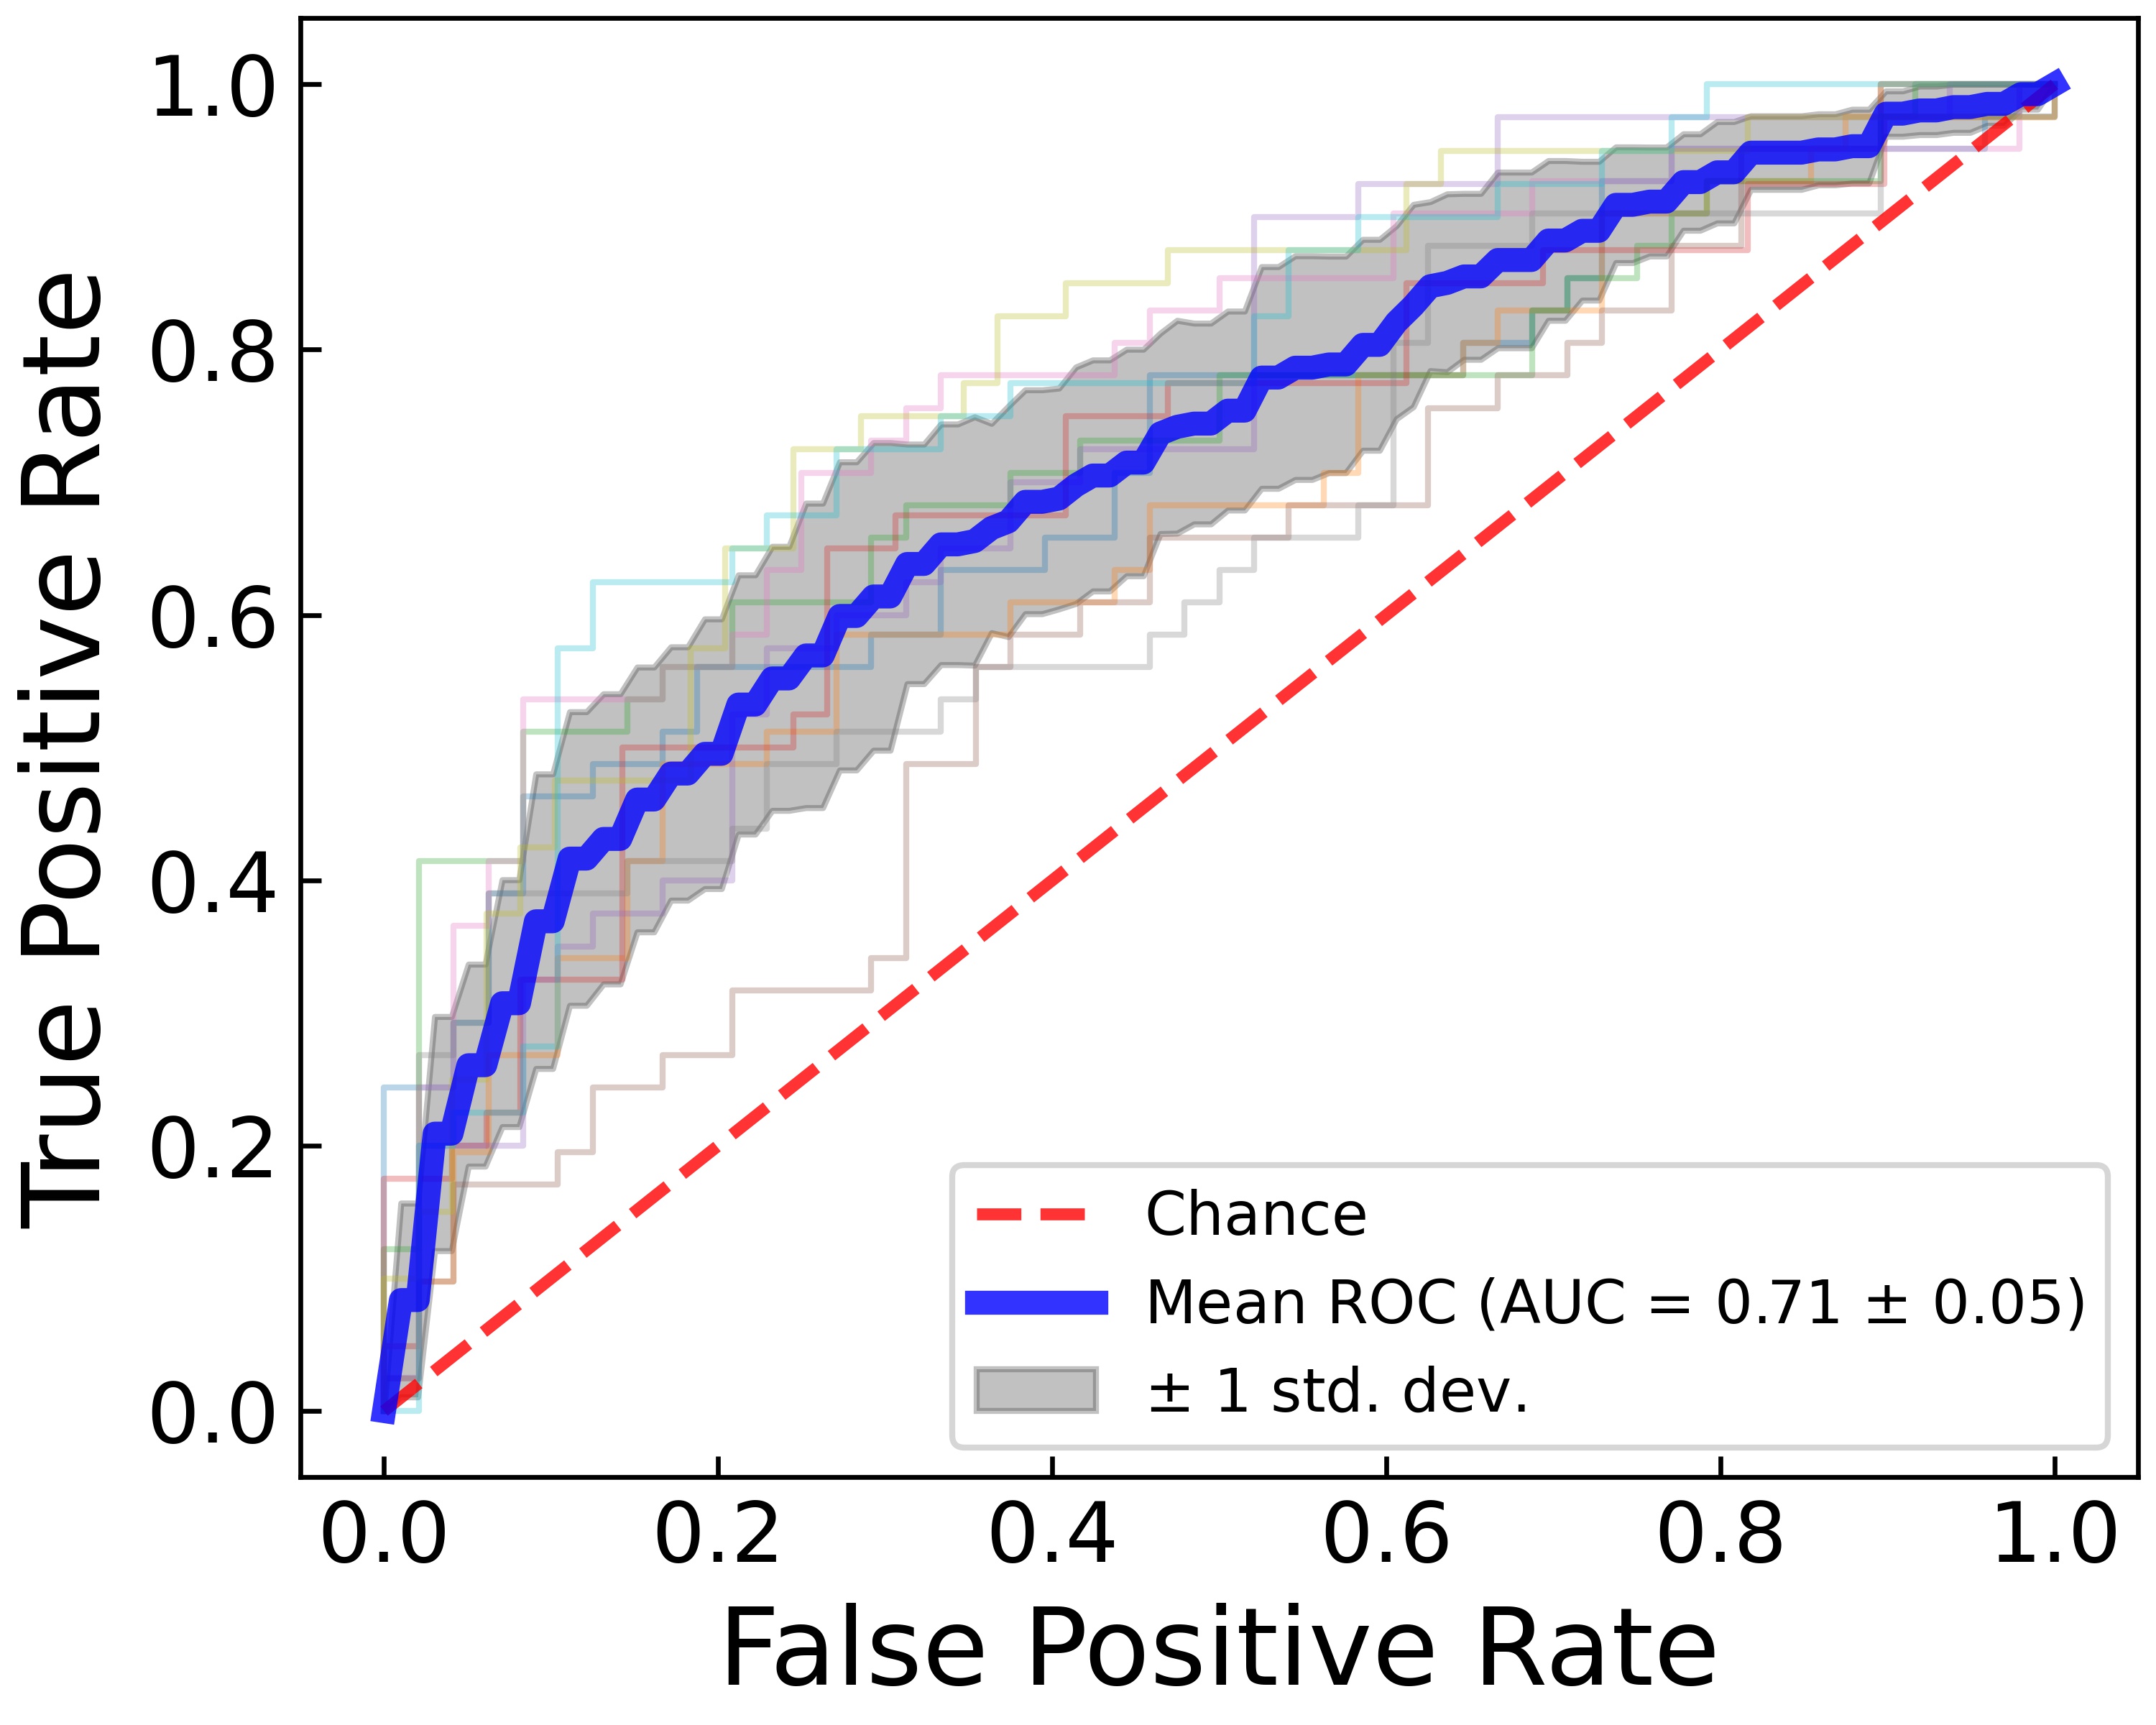 True Positive Rate
1.0
0.8
0.6
0.4
0.2
0.0
Chance
Mean ROC (AUC = 0.71 ± 0.05)
± 1 std. dev.
0.0 0.2 0.4 0.6 0.8 1.0
False Positive Rate